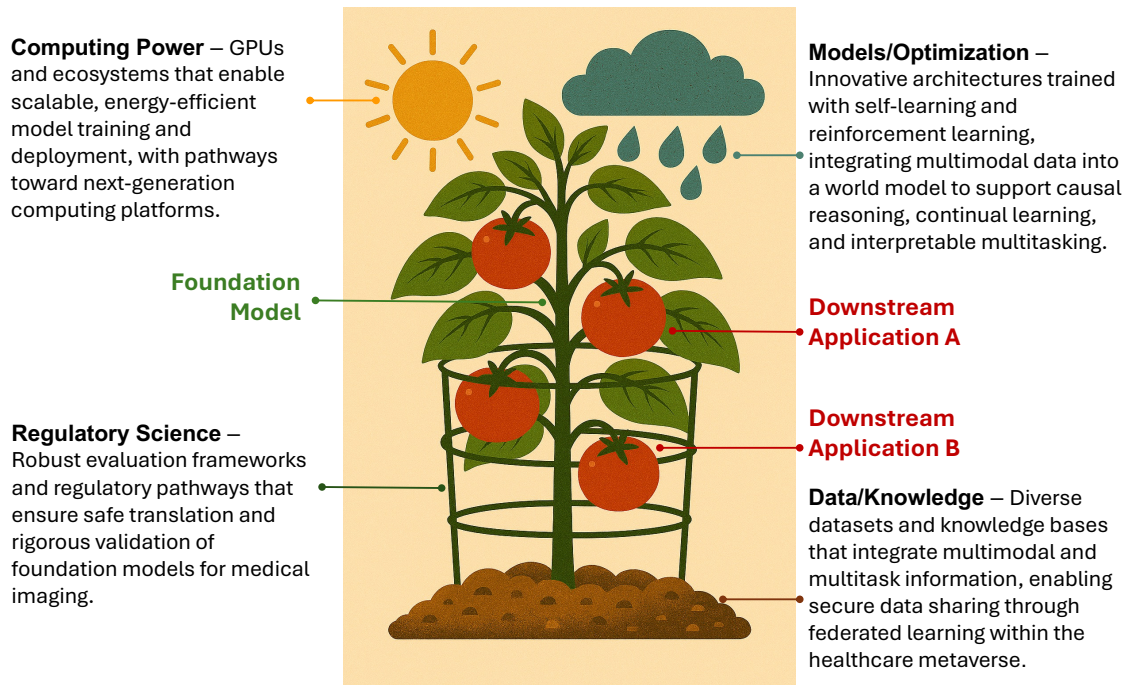 Computing Power – GPUs
and ecosystems that enable
scalable, energy-efficient
model training and
deployment, with pathways
toward next-generation
computing platforms.
Models/Optimization –
Innovative architectures trained
with self-learning and
reinforcement learning,
integrating multimodal data into
a world model to support causal
reasoning, continual learning,
and interpretable multitasking.
Foundation
Model
Downstream
Application A
Downstream
Application B
Regulatory Science –
Robust evaluation frameworks
and regulatory pathways that
ensure safe translation and
rigorous validation of
foundation models for medical
imaging.
Data/Knowledge – Diverse
datasets and knowledge bases
that integrate multimodal and
multitask information, enabling
secure data sharing through
federated learning within the
healthcare metaverse.